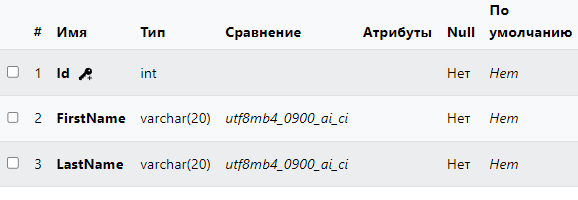 # Имя Тип Сравнение Атрибуты Null По умолчанию
1 Id int Нет Нет
2 FirstName varchar(20) utf8mb4_0900_ai_ci Нет Нет
3 LastName varchar(20) utf8mb4_0900_ai_ci Нет Нет